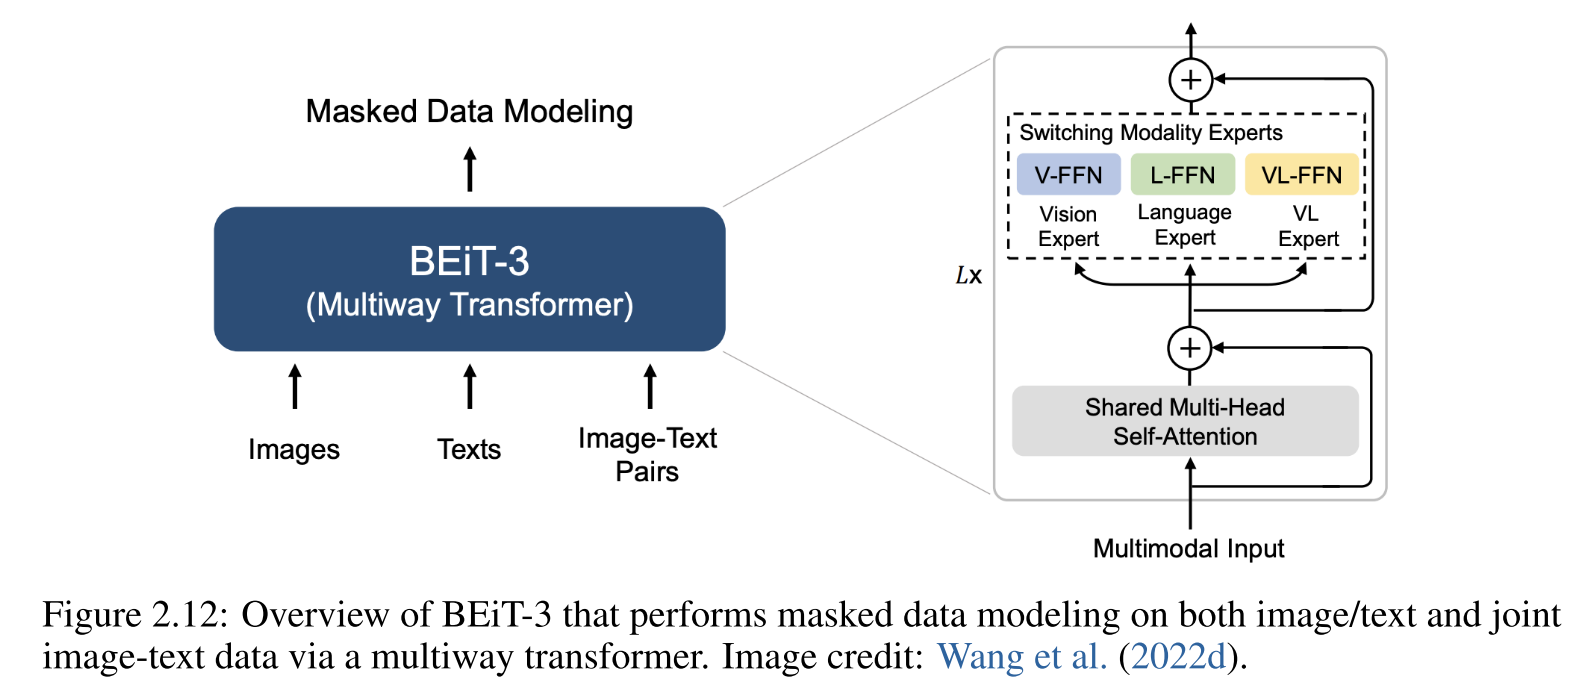 Masked Data Modeling
BEiT-3
(Multiway Transformer)
Images
Texts
Image-Text
Pairs
Switching Modality Experts
V-FFN
L-FFN
VL-FFN
Vision
Expert
Language
Expert
VL
Expert
Lx
Shared Multi-Head
Self-Attention
Multimodal Input
Figure 2.12: Overview of BEiT-3 that performs masked data modeling on both image/text and joint
image-text data via a multiway transformer. Image credit: Wang et al. (2022d).